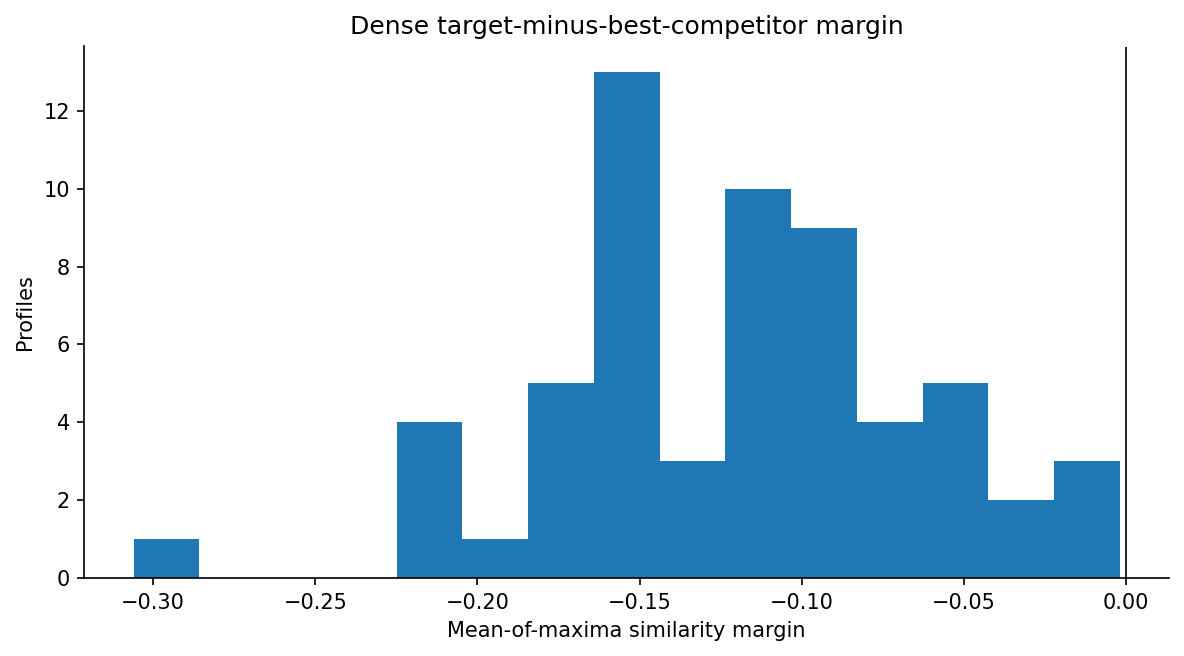 Dense target-minus-best-competitor margin
12
10
8
6
4
2
0
Profiles
−0.30 −0.25 −0.20 −0.15 −0.10 −0.05 0.00
Mean-of-maxima similarity margin